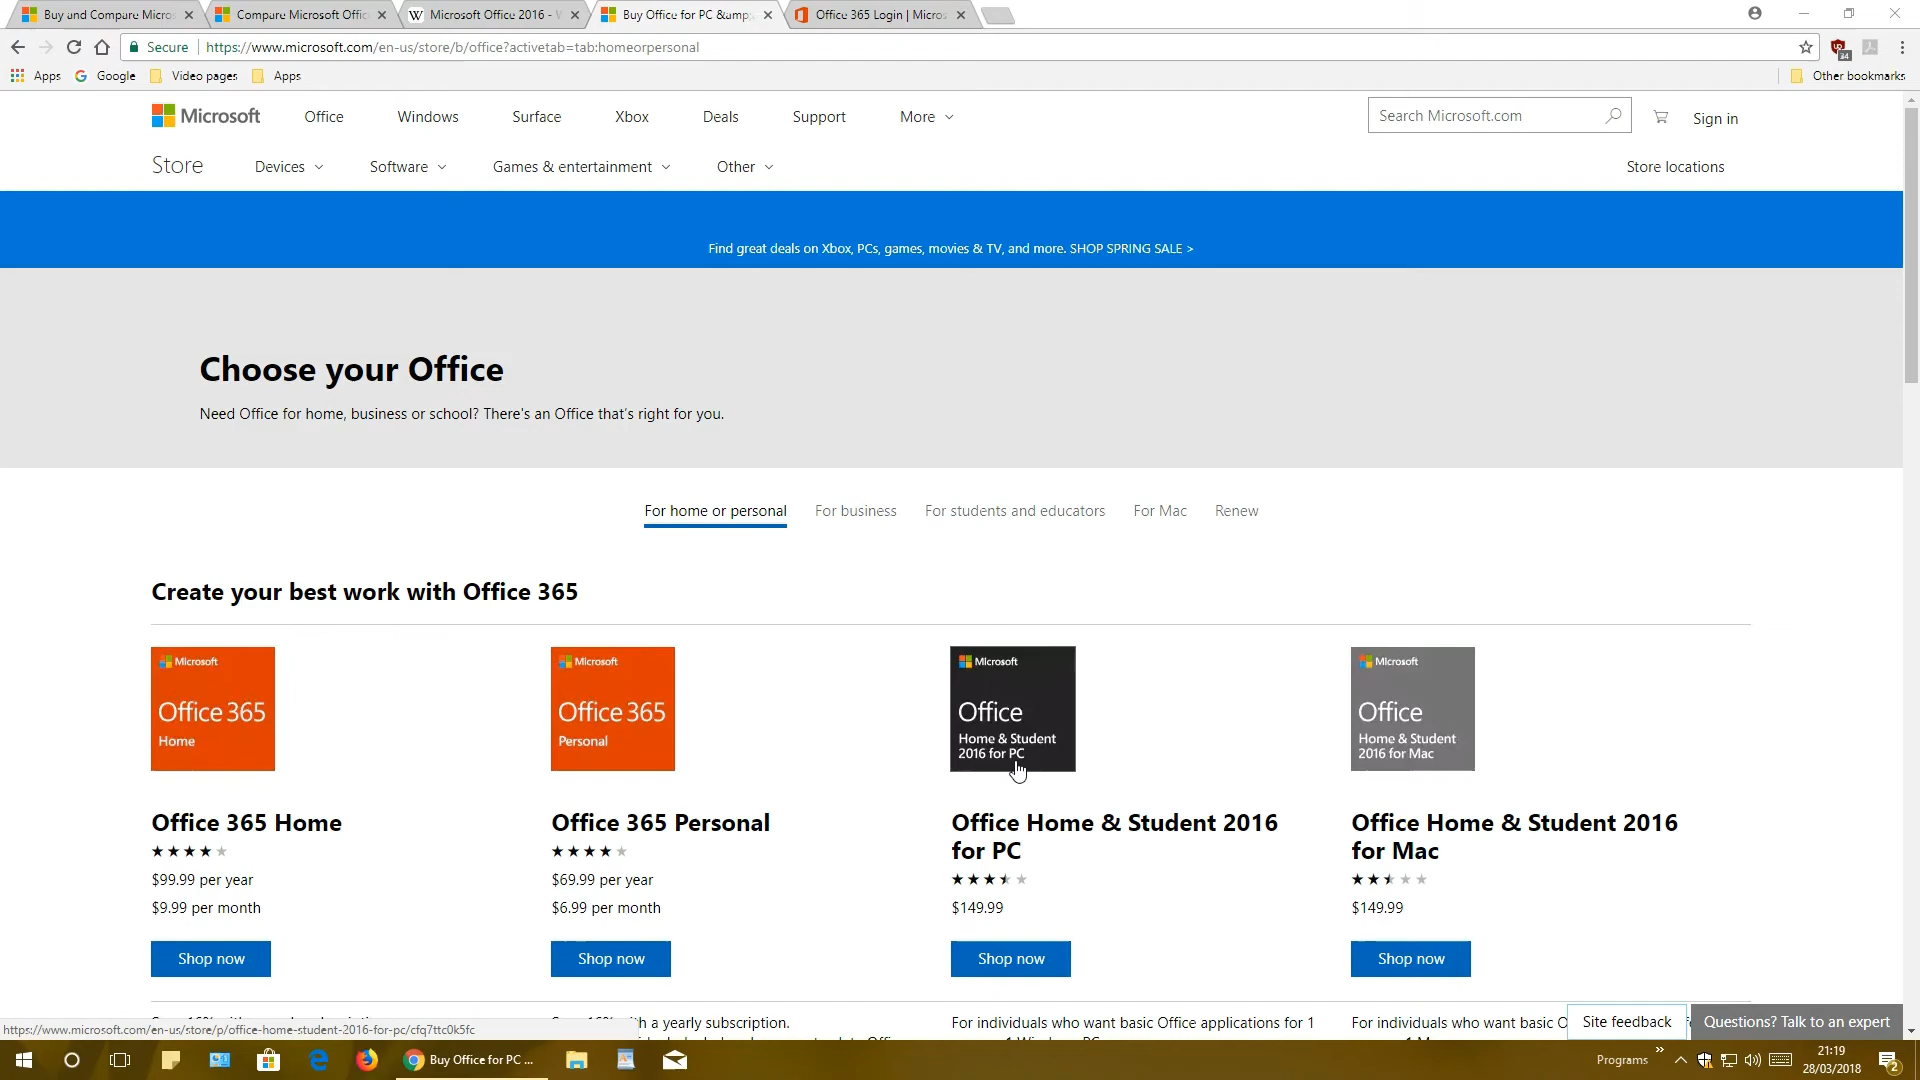 Buy and Compare Micros
Compare Microsoft Offic
Microsoft Office 2016 - W
Buy Office for PC &amp;
Office 365 Login | Micros
Secure
https://www.microsoft.com/en-us/store/b/office?activetab=tab:homeorpersonal
34
Apps
Google
Video pages
Apps
Other bookmarks
Microsoft
Office
Windows
Surface
Xbox
Deals
Support
More
Search Microsoft.com
Sign in
Store
Devices
Software
Games & entertainment
Other
Store locations
Find great deals on Xbox, PCs, games, movies & TV, and more. SHOP SPRING SALE >
Choose your Office
Need Office for home, business or school? There's an Office that's right for you.
For home or personal
For business
For students and educators
For Mac
Renew
Create your best work with Office 365
Microsoft
Office 365
Home
Microsoft
Office 365
Personal
Microsoft
Office
Home & Student
2016 for PC
Microsoft
Office
Home & Student
2016 for Mac
Office 365 Home
$99.99 per year
$9.99 per month
Shop now
Office 365 Personal
$69.99 per year
$6.99 per month
Shop now
Office Home & Student 2016
for PC
$149.99
Shop now
Office Home & Student 2016
for Mac
$149.99
Shop now
h a yearly subscription.
For individuals who want basic Office applications for 1
For individuals who want basic O
Site feedback
Questions? Talk to an expert
https://www.microsoft.com/en-us/store/p/office-home-student-2016-for-pc/cfq7ttc0k5fc
Buy Office for PC ...
Programs
21:19
28/03/2018
2